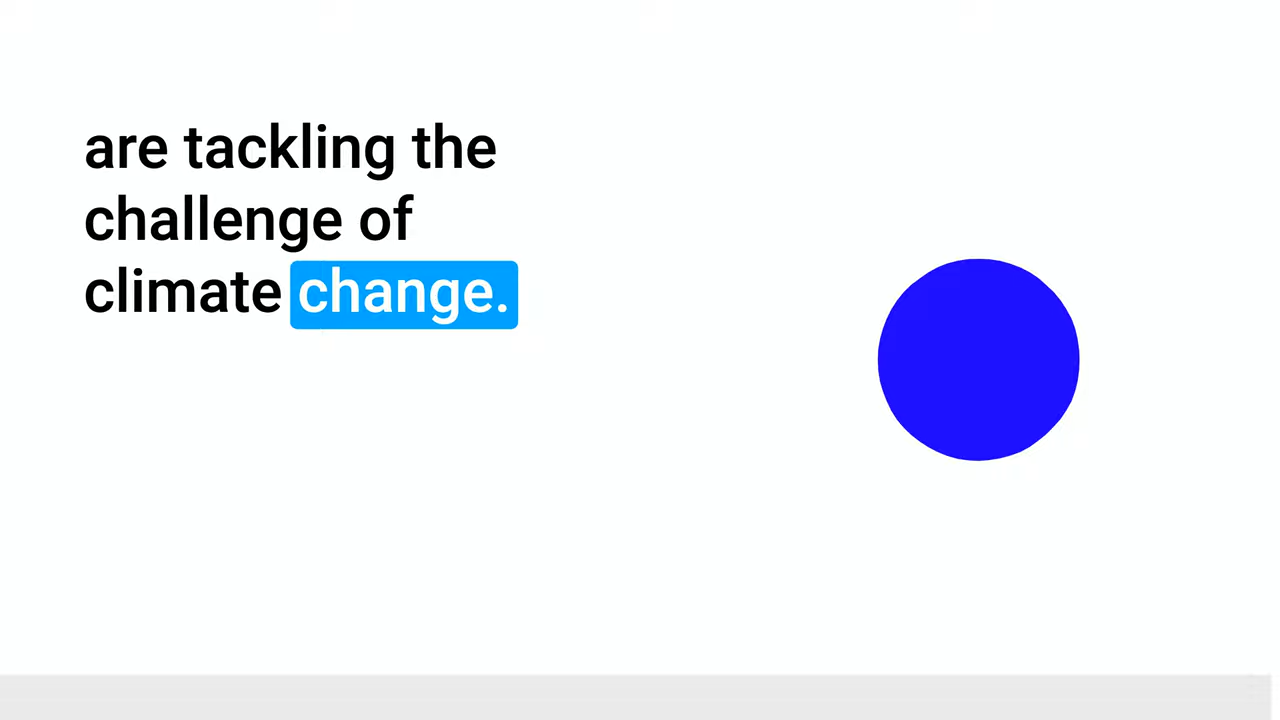 are tackling the
challenge of
climate change.